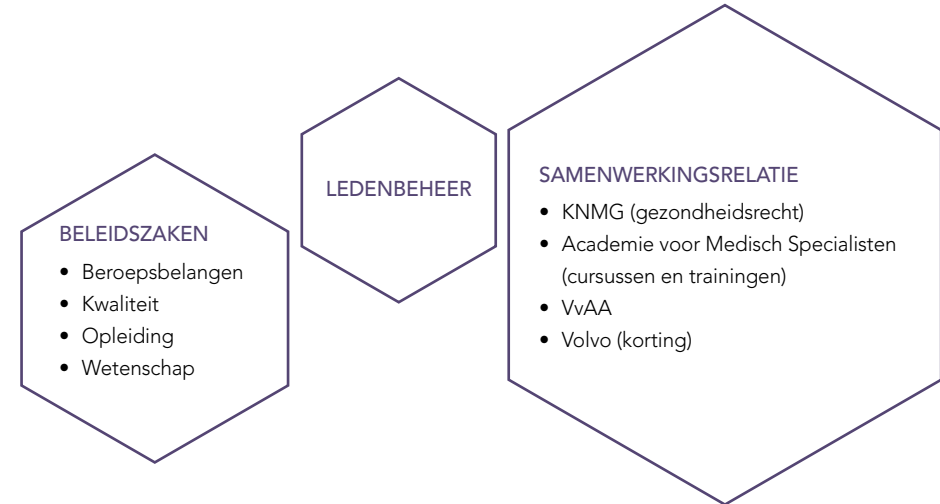 BELEIDSZAKEN
• Beroepsbelangen
• Kwaliteit
• Opleiding
• Wetenschap
LEDENBEHEER
SAMENWERKINGSRELATIE
• KNMG (gezondheidsrecht)
• Academie voor Medisch Specialisten
(cursussen en trainingen)
• VvAA
• Volvo (korting)